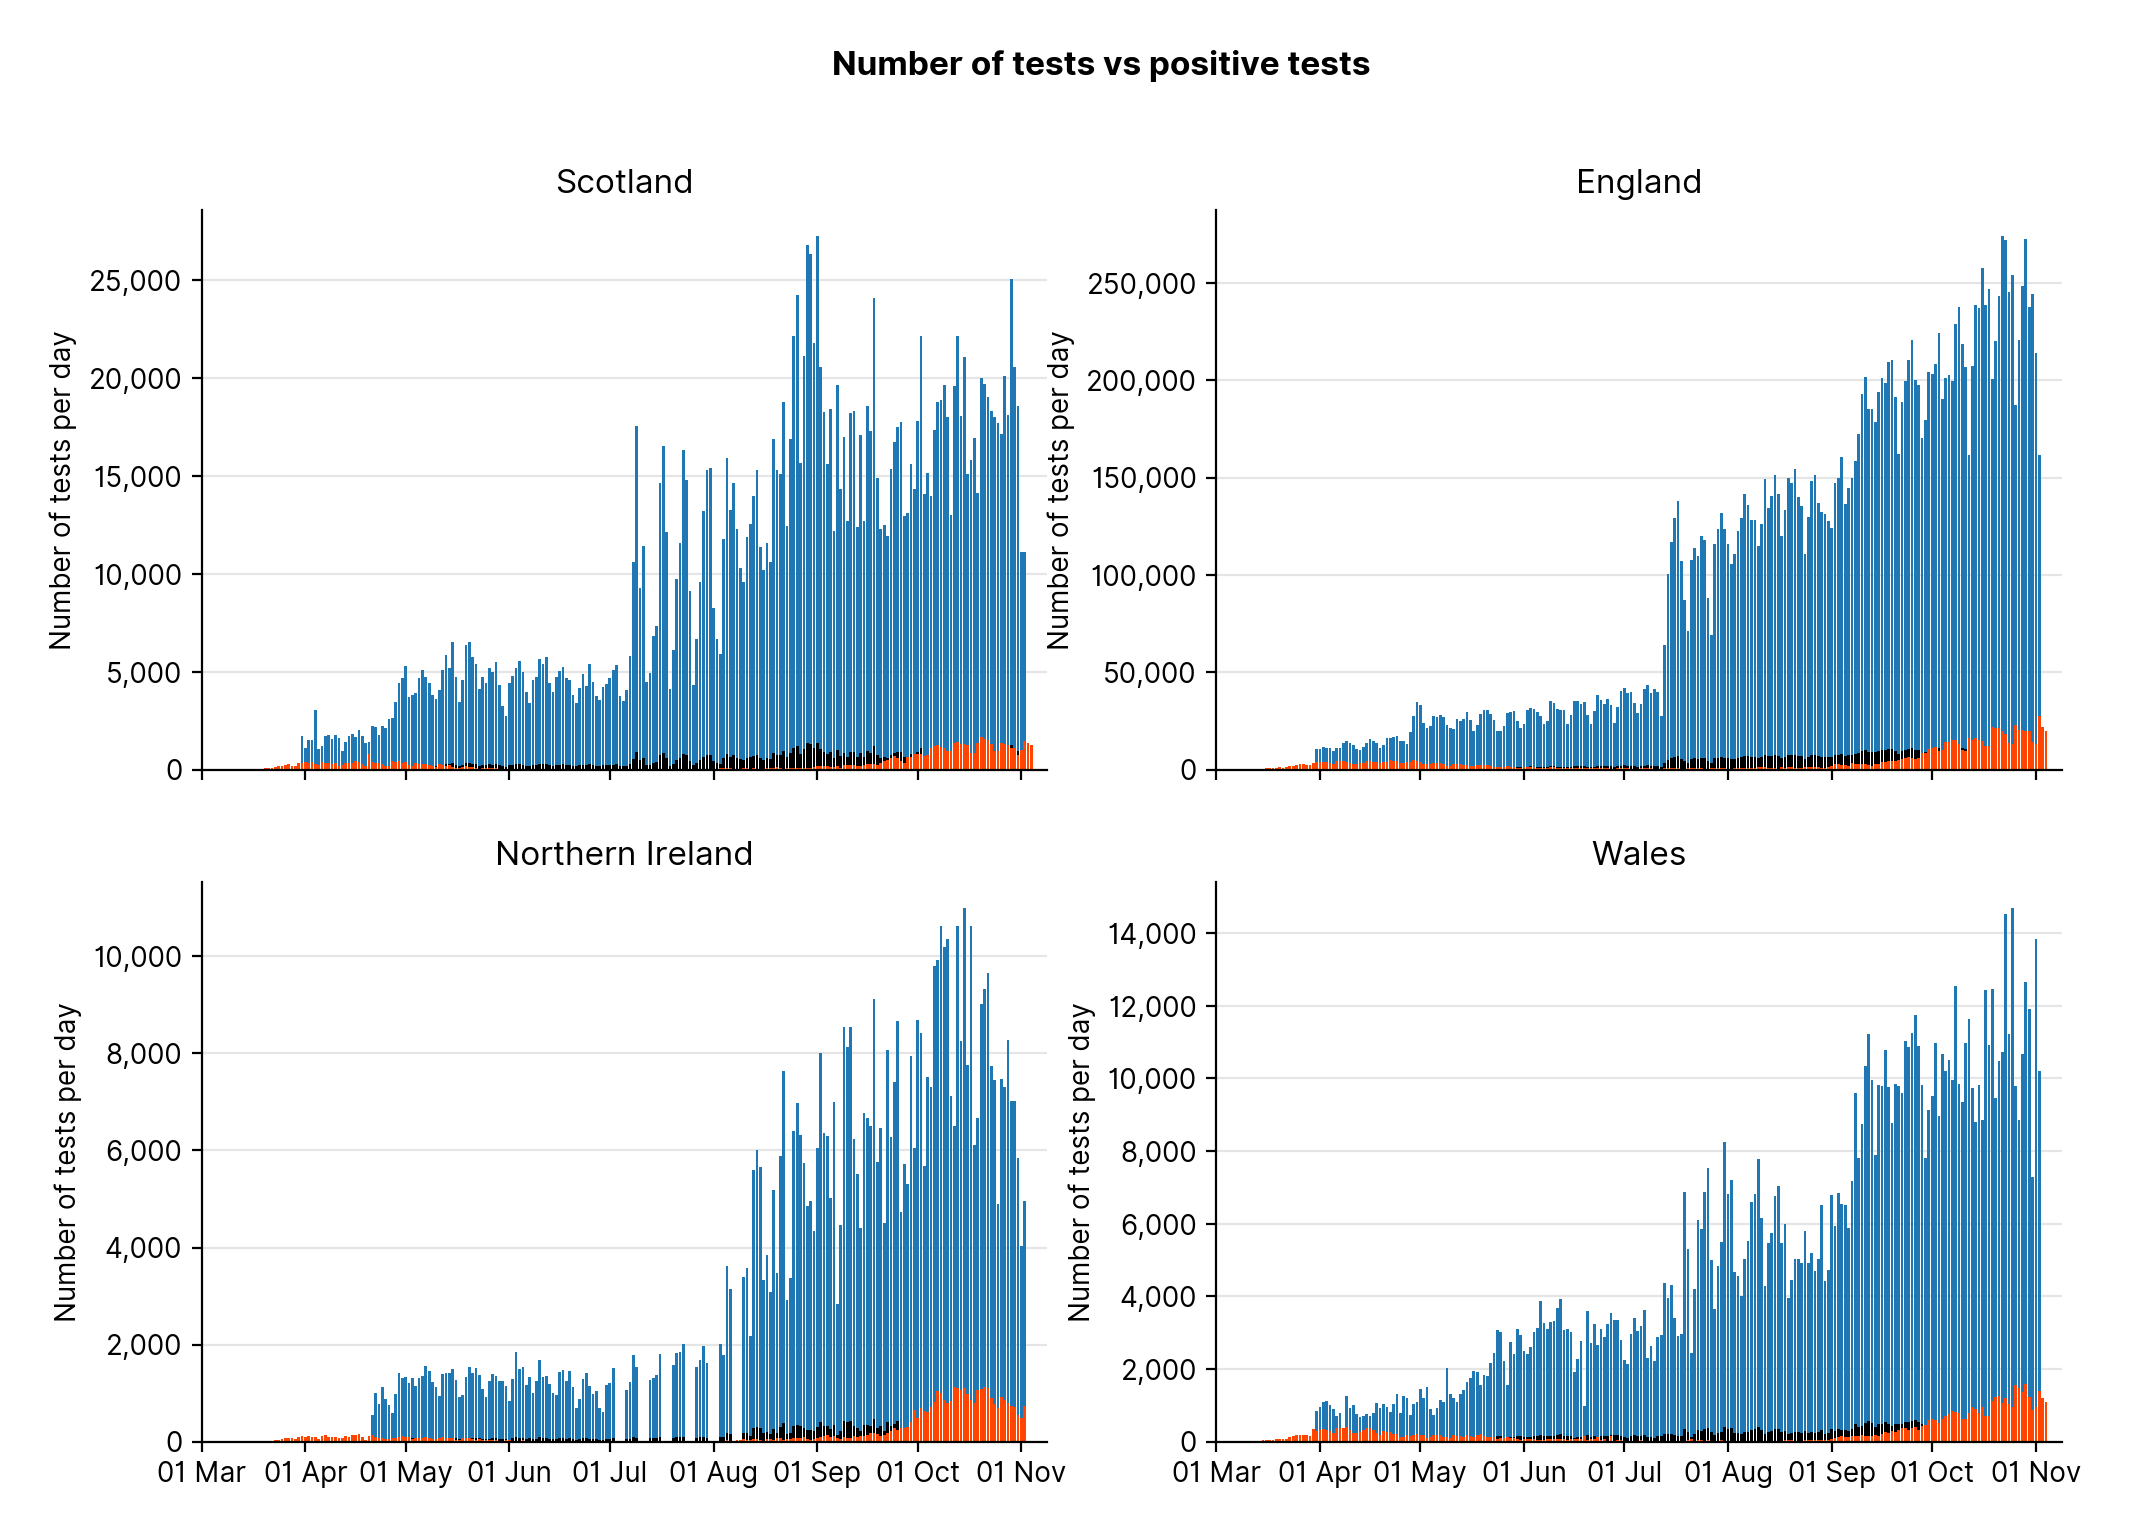 Number of tests vs positive tests
Scotland
Number of tests per day
25,000
20,000
15,000
10,000
5,000
0
England
Number of tests per day
250,000
200,000
150,000
100,000
50,000
0
Northern Ireland
Number of tests per day
10,000
8,000
6,000
4,000
2,000
0
01 Mar 01 Apr 01 May 01 Jun 01 Jul 01 Aug 01 Sep 01 Oct 01 Nov
Wales
Number of tests per day
14,000
12,000
10,000
8,000
6,000
4,000
2,000
0
01 Mar 01 Apr 01 May 01 Jun 01 Jul 01 Aug 01 Sep 01 Oct 01 Nov